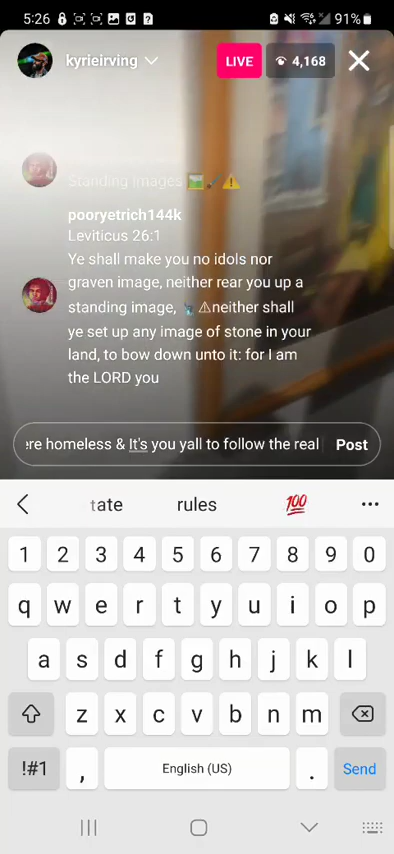 5:26
91%
kyrieirving
LIVE
4,168
Standing images 🖼️🖌️⚠️
pooryetrich144k
Leviticus 26:1
Ye shall make you no idols nor
graven image, neither rear you up a
standing image, 🗽⚠neither shall
ye set up any image of stone in your
land, to bow down unto it: for I am
the LORD you
ere homeless & It's you yall to follow the real
Post
tate rules 💯 ...
1 2 3 4 5 6 7 8 9 0
q w e r t y u i o p
a s d f g h j k l
z x c v b n m
!#1 , English (US) . Send